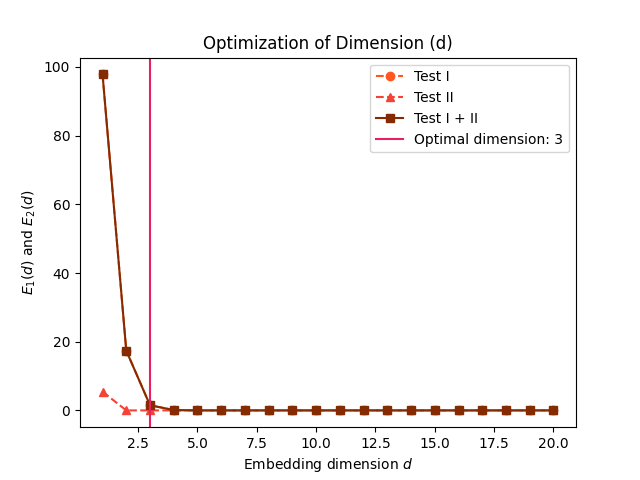 Optimization of Dimension (d)
Test I
Test II
Test I + II
Optimal dimension: 3
100
80
60
40
20
0
E₁(d) and E₂(d)
2.5 5.0 7.5 10.0 12.5 15.0 17.5 20.0
Embedding dimension d